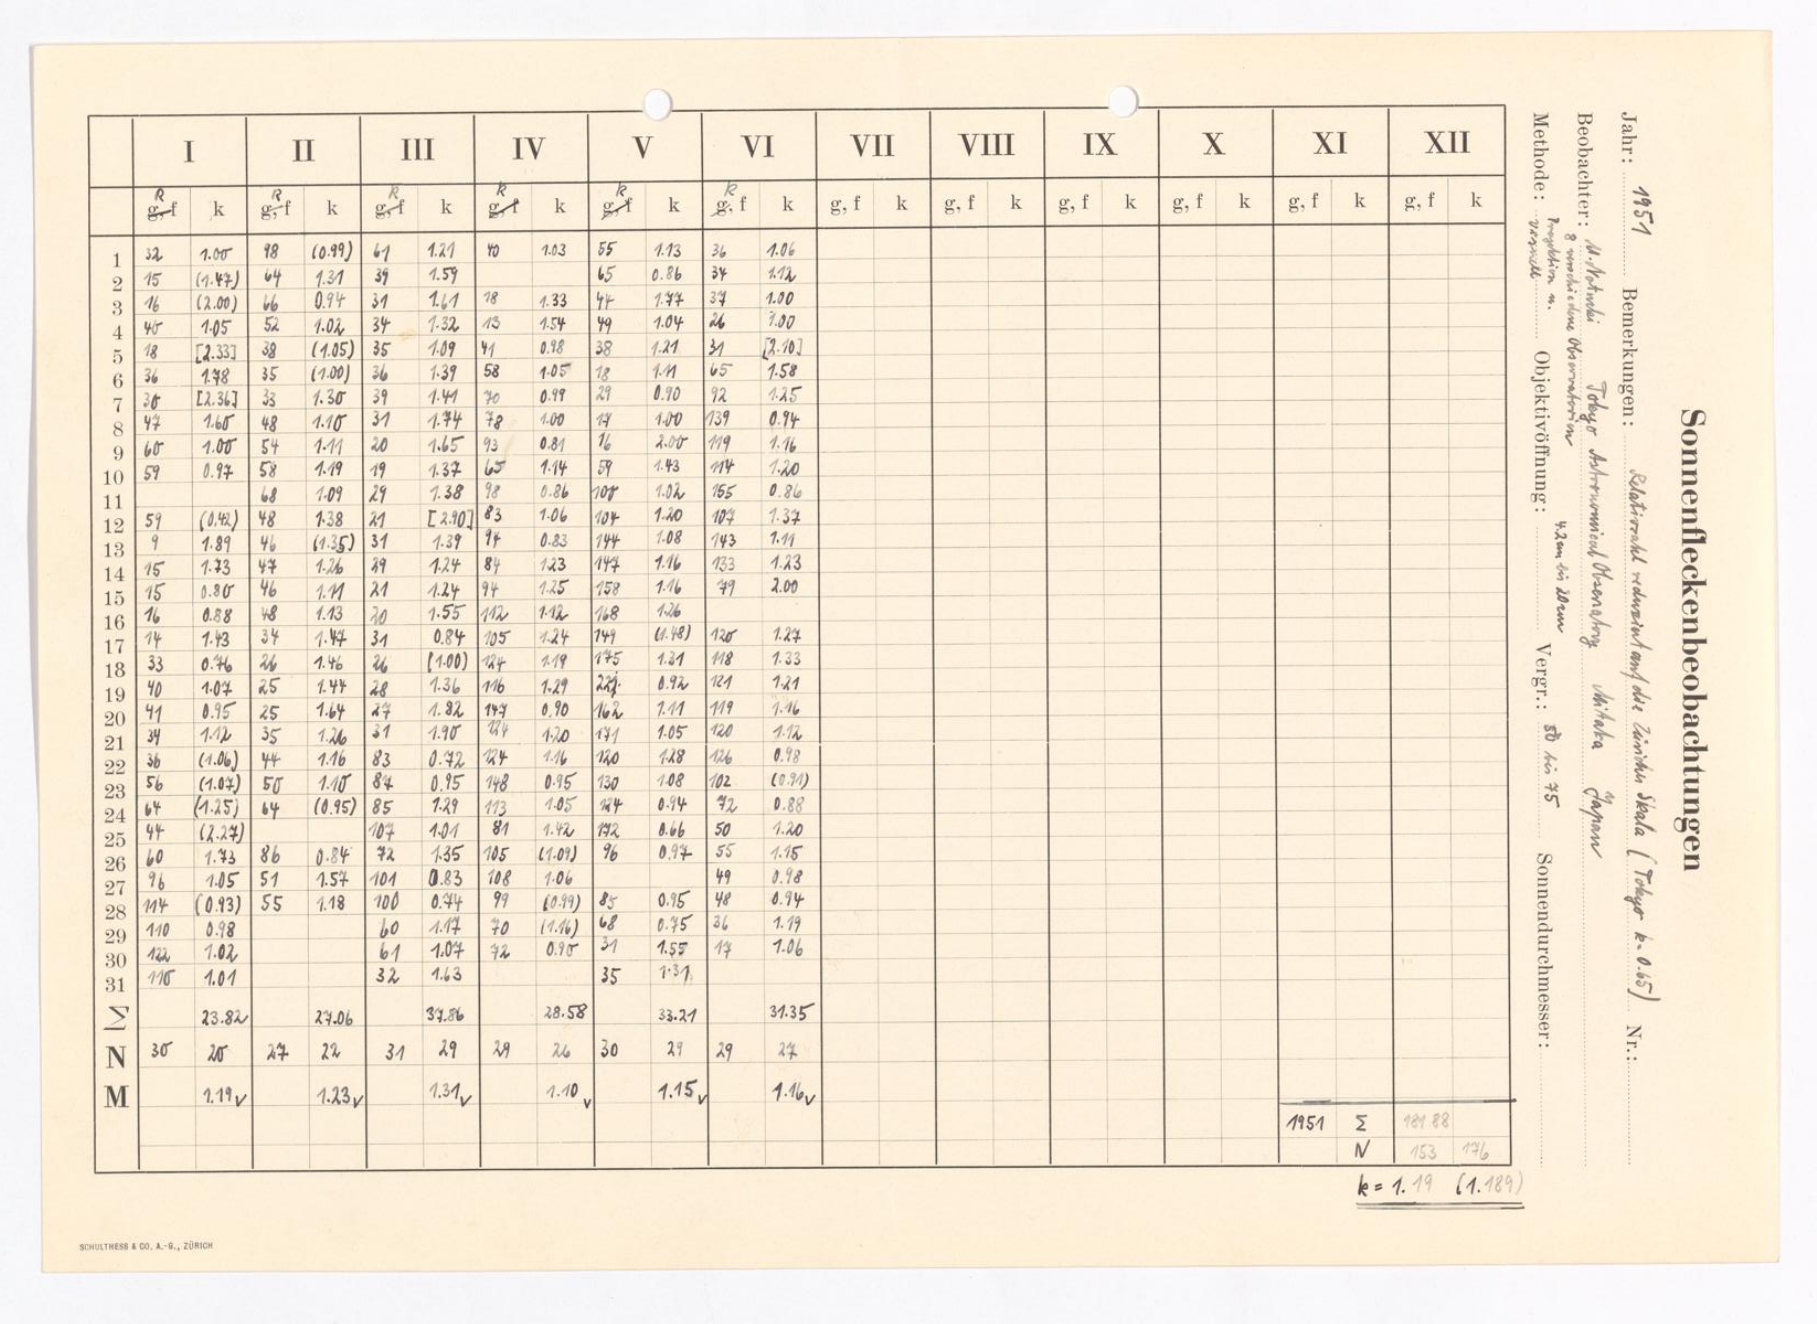 Sonnenfleckenbeobachtungen
Jahr: 1951 Bemerkungen: Relativzahl reduziert auf die Zürcher Skala (Tokyo k = 0.65) Nr.:
Beobachter: Tokyo Astronomical Observatory Mitaka Japan
8 verschiedene Observatorien
Methode: Projektion u. visuell Objektivöffnung: 4.2 cm bis 20 cm Vergr.: 50 bis 75 Sonnendurchmesser:
I II III IV V VI VII VIII IX X XI XII
R R R R R R
g, f k g, f k g, f k g, f k g, f k g, f k g, f k g, f k g, f k g, f k g, f k g, f k
1 32 1.00 98 (0.99) 61 1.21 40 1.03 55 1.13 36 1.06
2 15 (1.47) 64 1.31 39 1.59 65 0.86 34 1.12
3 16 (2.00) 66 0.94 31 1.61 18 1.33 44 1.77 37 1.00
4 40 1.05 52 1.02 34 1.32 13 1.54 49 1.04 26 1.00
5 18 [2.33] 38 (1.05) 35 1.09 41 0.98 38 1.21 31 [2.10]
6 36 1.78 35 (1.00) 36 1.39 58 1.05 18 1.11 65 1.58
7 30 [2.36] 33 1.30 39 1.41 70 0.99 29 0.90 92 1.25
8 47 1.60 48 1.10 31 1.74 78 1.00 17 1.00 139 0.94
9 60 1.00 54 1.11 20 1.65 93 0.81 16 2.00 119 1.16
10 59 0.97 58 1.19 19 1.37 65 1.14 59 1.43 114 1.20
11 68 1.09 29 1.38 98 0.86 100 1.02 155 0.86
12 59 (0.42) 48 1.38 21 [2.90] 83 1.06 104 1.20 107 1.37
13 9 1.89 46 (1.35) 31 1.39 94 0.83 144 1.08 143 1.11
14 15 1.73 47 1.26 29 1.24 84 1.23 147 1.16 133 1.23
15 15 0.80 46 1.11 21 1.24 94 1.25 158 1.16 79 2.00
16 16 0.88 48 1.13 20 1.55 112 1.12 168 1.26
17 14 1.43 34 1.47 31 0.84 105 1.24 149 (1.48) 120 1.27
18 33 0.76 26 1.46 26 (1.00) 124 1.19 175 1.31 118 1.33
19 40 1.07 25 1.44 28 1.36 116 1.29 0.92 121 1.21
20 41 0.95 25 1.64 27 1.82 147 0.90 162 1.11 119 1.16
21 34 1.12 35 1.26 31 1.90 124 1.20 171 1.05 120 1.12
22 36 (1.06) 44 1.16 83 0.72 124 1.16 120 1.28 126 0.98
23 56 (1.07) 50 1.10 87 0.95 148 0.95 130 1.08 102 (0.91)
24 64 (1.25) 64 (0.95) 85 1.29 113 1.05 124 0.94 72 0.88
25 44 (2.27) 107 1.01 81 1.42 172 0.66 50 1.20
26 60 1.73 86 0.84 72 1.35 105 (1.09) 96 0.97 55 1.15
27 96 1.05 51 1.57 101 0.83 108 1.06 49 0.98
28 114 (0.93) 55 1.18 100 0.74 99 (0.99) 85 0.95 48 0.94
29 110 0.98 60 1.17 70 (1.16) 68 0.75 36 1.19
30 122 1.02 61 1.07 72 0.90 31 1.55 17 1.06
31 110 1.01 32 1.63 35 1.31
Σ 23.82 27.06 37.86 28.58 33.21 31.35
N 30 20 27 22 31 29 29 26 30 29 29 27
M 1.19 v 1.23 v 1.31 v 1.10 v 1.15 v 1.16 v
1951 Σ 181.88
N 153 176
k = 1.19 (1.189)
SCHULTHESS & CO. A.-G., ZÜRICH